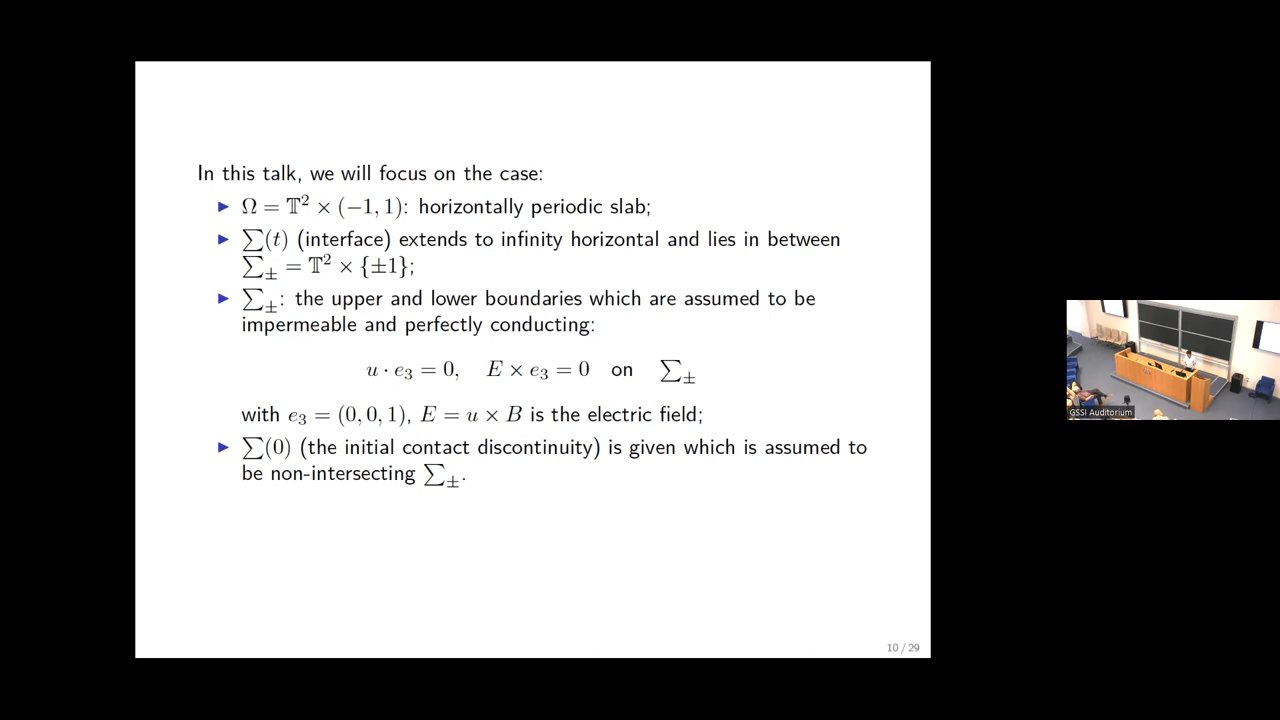 In this talk, we will focus on the case:
▶ Ω = 𝕋² × (−1, 1): horizontally periodic slab;
▶ ∑(t) (interface) extends to infinity horizontal and lies in between
∑± = 𝕋² × {±1};
▶ ∑±: the upper and lower boundaries which are assumed to be
impermeable and perfectly conducting:
u · e₃ = 0, E × e₃ = 0 on ∑±
with e₃ = (0, 0, 1), E = u × B is the electric field;
▶ ∑(0) (the initial contact discontinuity) is given which is assumed to
be non-intersecting ∑±.
10 / 29
GSSI Auditorium